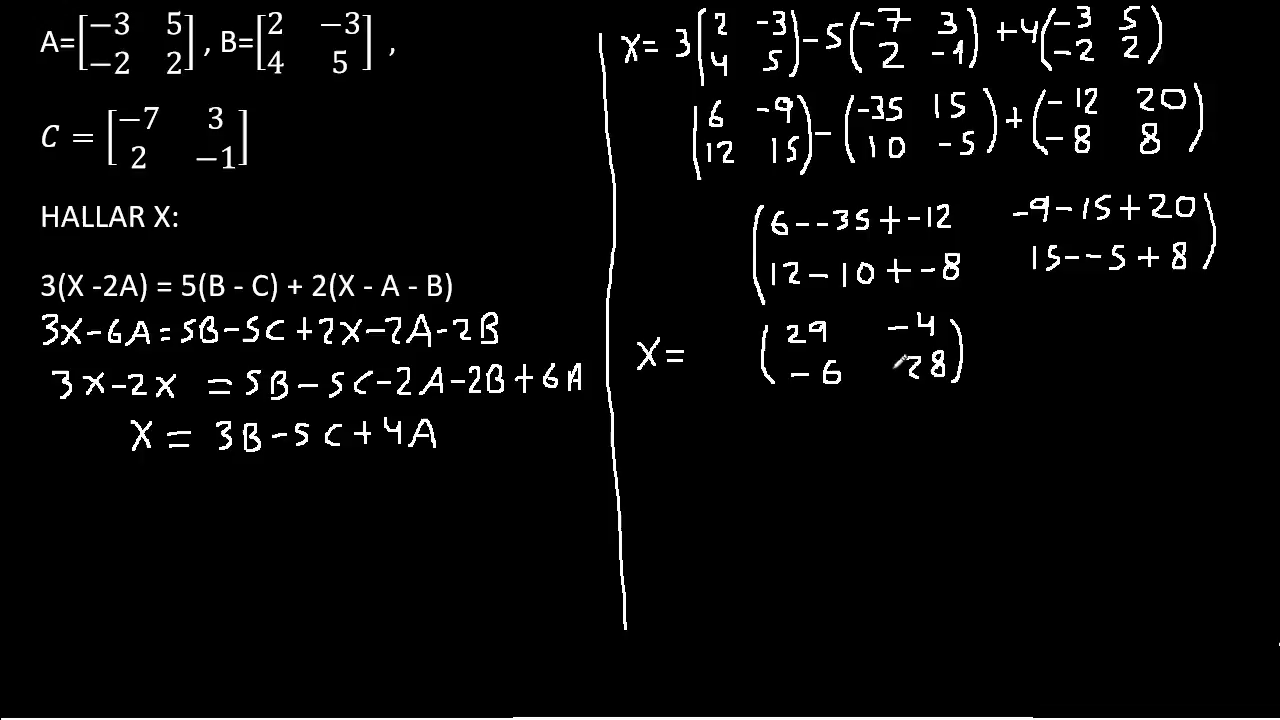 A=[−3 5
−2 2] , B=[2 −3
4 5] ,
C = [−7 3
2 −1]
HALLAR X:
3(X -2A) = 5(B - C) + 2(X - A - B)
3X-6A=5B-5C+2X-2A-2B
3X-2X = 5B-5C-2A-2B+6A
X = 3B-5C+4A
X= 3(2 -3
4 5)-5(-7 3
2 -1)+4(-3 5
-2 2)
(6 -9
12 15)-(-35 15
10 -5)+(-12 20
-8 8)
(6--35+-12 -9-15+20
12-10+-8 15--5+8)
X= (29 -4
-6 28)